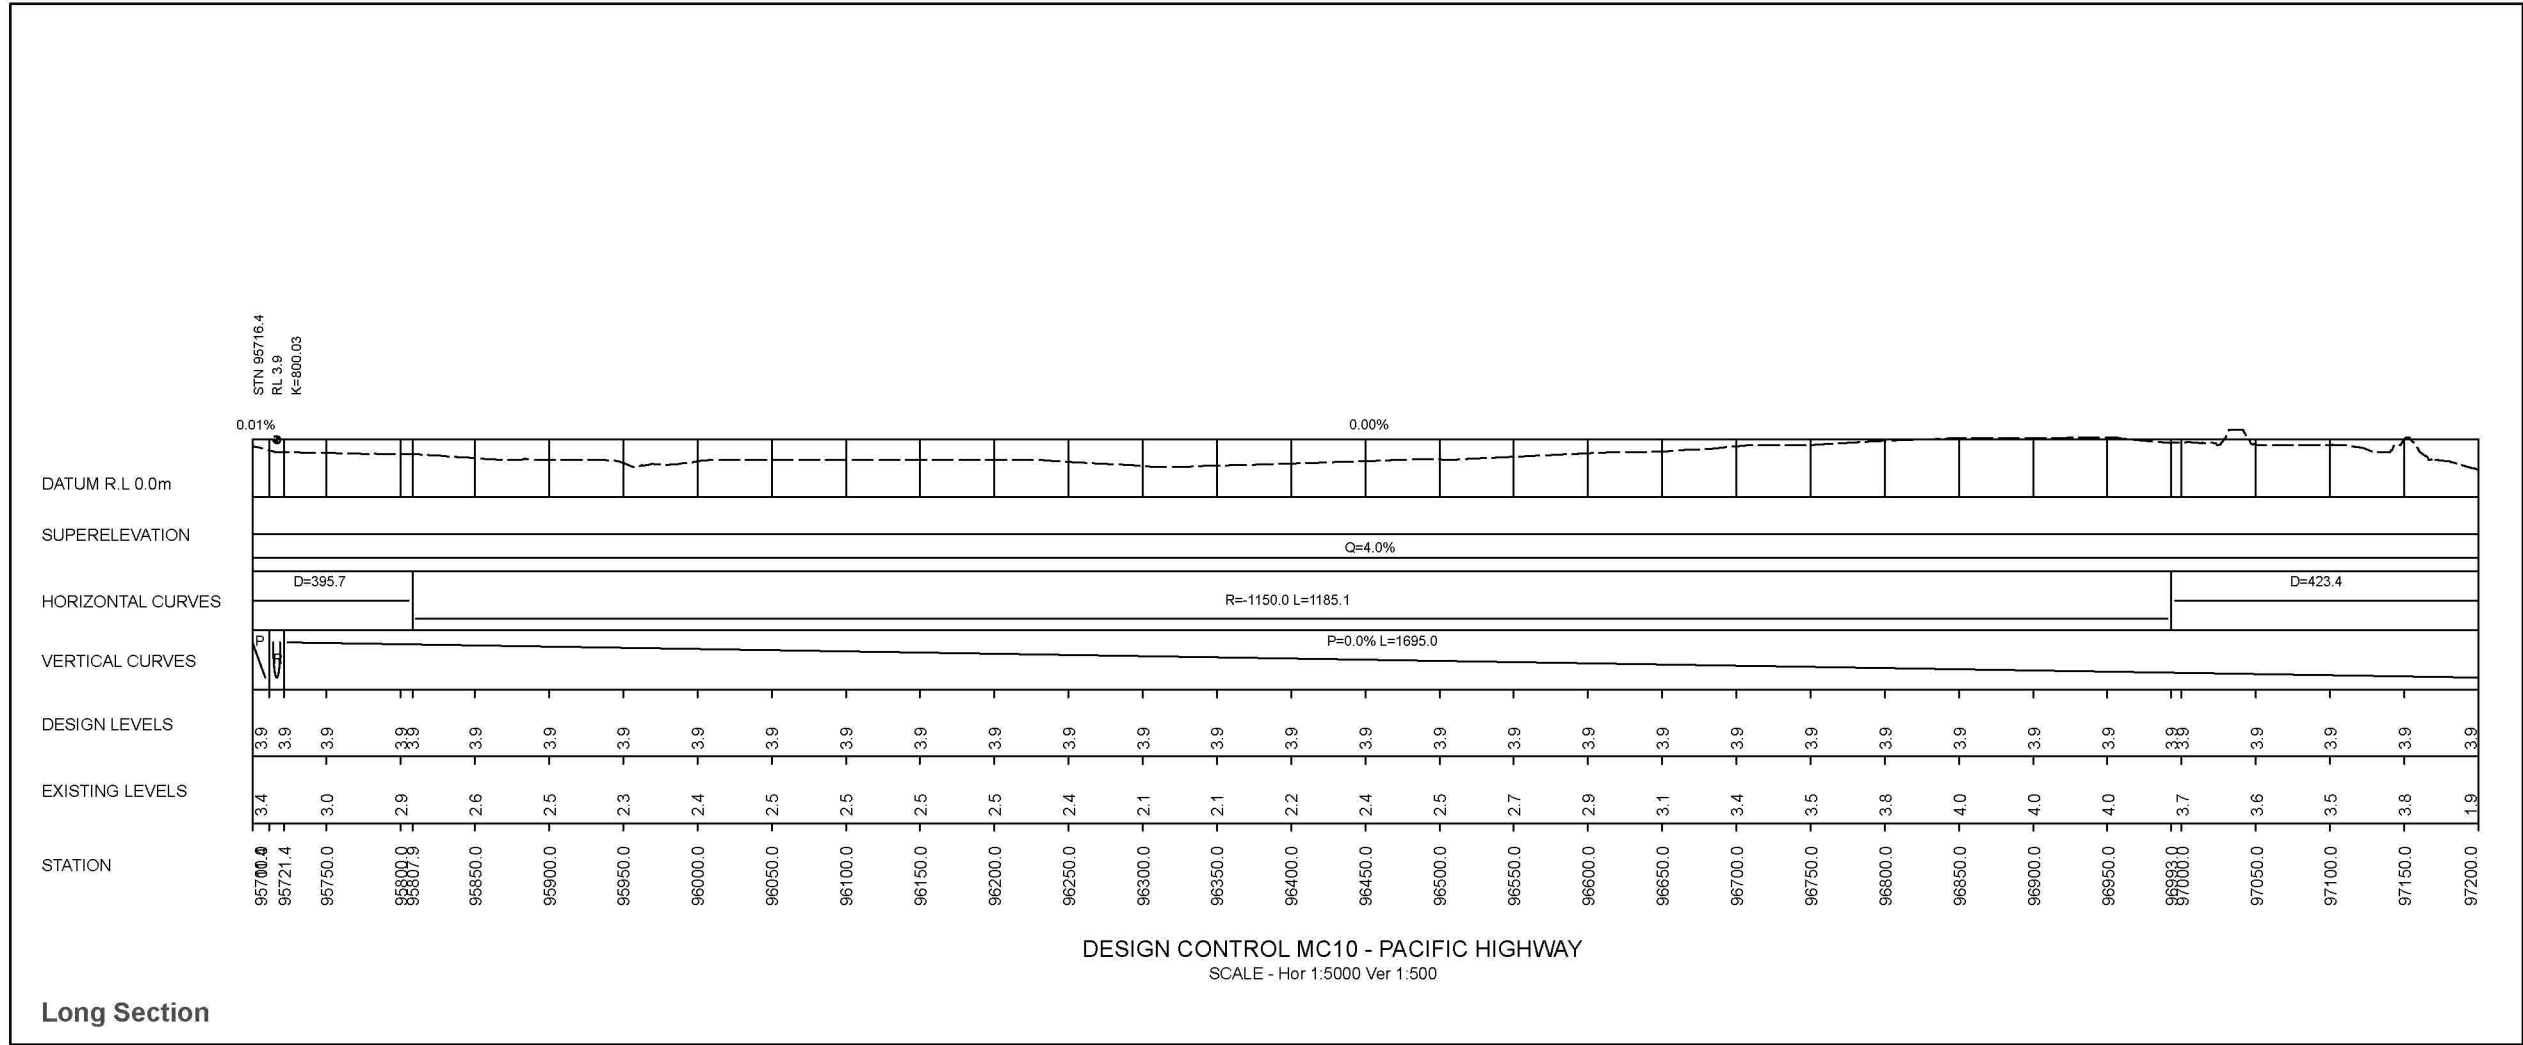 STN 95716.4
RL 3.9
K=800.03
0.01%
0.00%
DATUM R.L 0.0m
SUPERELEVATION
Q=4.0%
HORIZONTAL CURVES
D=395.7
R=-1150.0 L=1185.1
D=423.4
VERTICAL CURVES
P
R
P=0.0% L=1695.0
DESIGN LEVELS
3.9 3.9 3.9 3.9 3.9 3.9 3.9 3.9 3.9 3.9 3.9 3.9 3.9 3.9 3.9 3.9 3.9 3.9 3.9 3.9 3.9 3.9 3.9 3.9 3.9 3.9 3.9 3.9 3.9 3.9 3.9 3.9 3.9 3.9
EXISTING LEVELS
3.4 3.0 2.9 2.6 2.5 2.3 2.4 2.5 2.5 2.5 2.5 2.4 2.1 2.1 2.2 2.4 2.5 2.7 2.9 3.1 3.4 3.5 3.8 4.0 4.0 4.0 3.7 3.6 3.5 3.8 1.9
STATION
95721.4 95750.0 95800.0 95807.9 95850.0 95900.0 95950.0 96000.0 96050.0 96100.0 96150.0 96200.0 96250.0 96300.0 96350.0 96400.0 96450.0 96500.0 96550.0 96600.0 96650.0 96700.0 96750.0 96800.0 96850.0 96900.0 96950.0 96993.0 97000.0 97050.0 97100.0 97150.0 97200.0
DESIGN CONTROL MC10 - PACIFIC HIGHWAY
SCALE - Hor 1:5000 Ver 1:500
Long Section